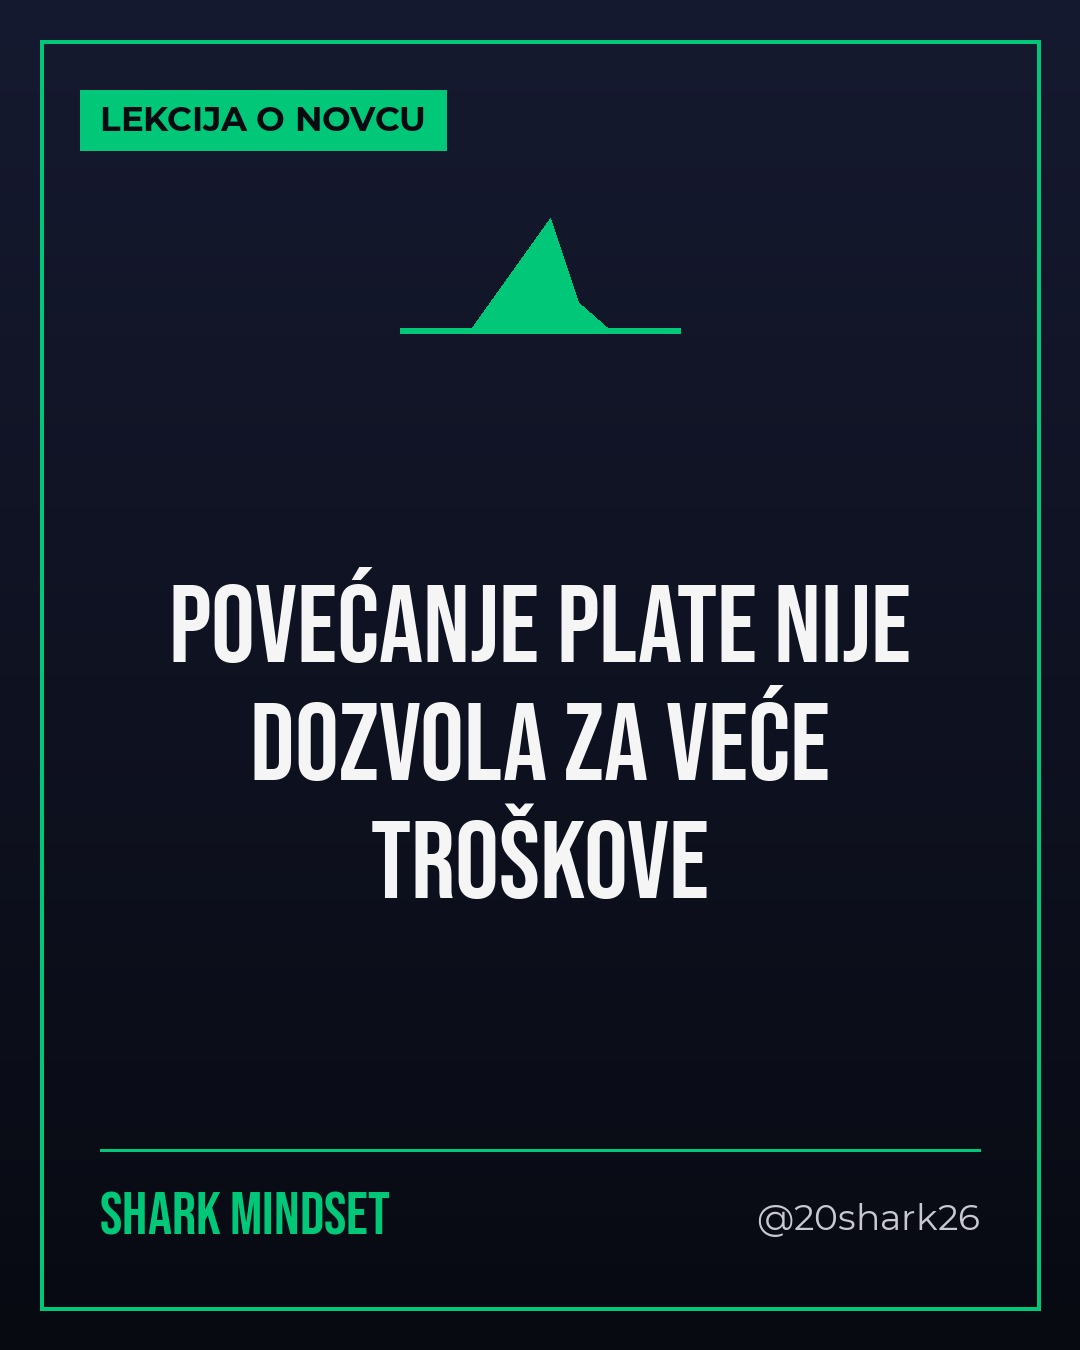 LEKCIJA O NOVCU
POVEĆANJE PLATE NIJE
DOZVOLA ZA VEĆE
TROŠKOVE
SHARK MINDSET
@20shark26